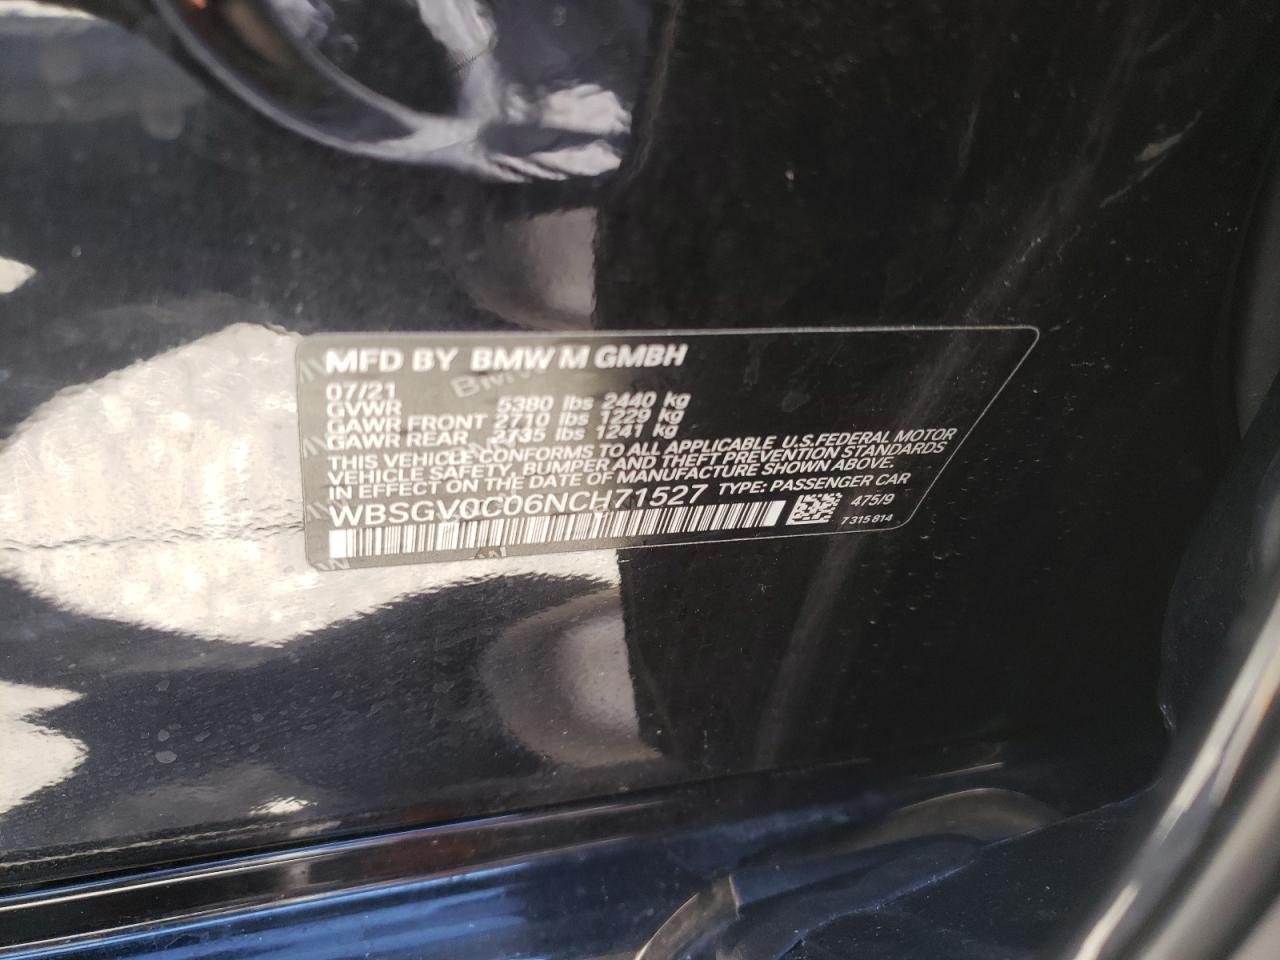 MFD BY BMW M GMBH
07/21
GVWR 5380 lbs 2440 kg
GAWR FRONT 2710 lbs 1229 kg
GAWR REAR 2735 lbs 1241 kg
THIS VEHICLE CONFORMS TO ALL APPLICABLE U.S.FEDERAL MOTOR
VEHICLE SAFETY, BUMPER AND THEFT PREVENTION STANDARDS
IN EFFECT ON THE DATE OF MANUFACTURE SHOWN ABOVE.
WBSGV0C06NCH71527 TYPE: PASSENGER CAR
475/9
7 315 814